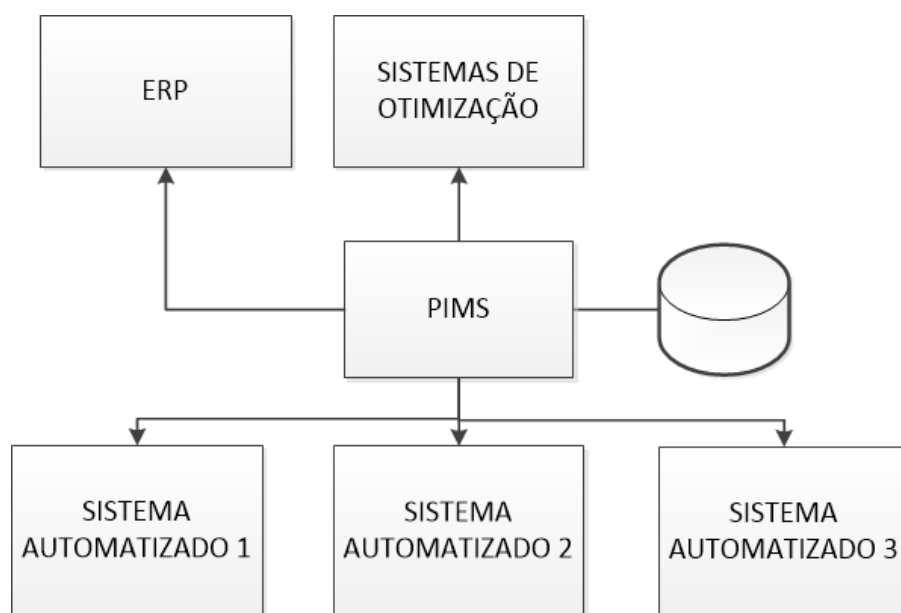 ERP
SISTEMAS DE
OTIMIZAÇÃO
PIMS
SISTEMA
AUTOMATIZADO 1
SISTEMA
AUTOMATIZADO 2
SISTEMA
AUTOMATIZADO 3